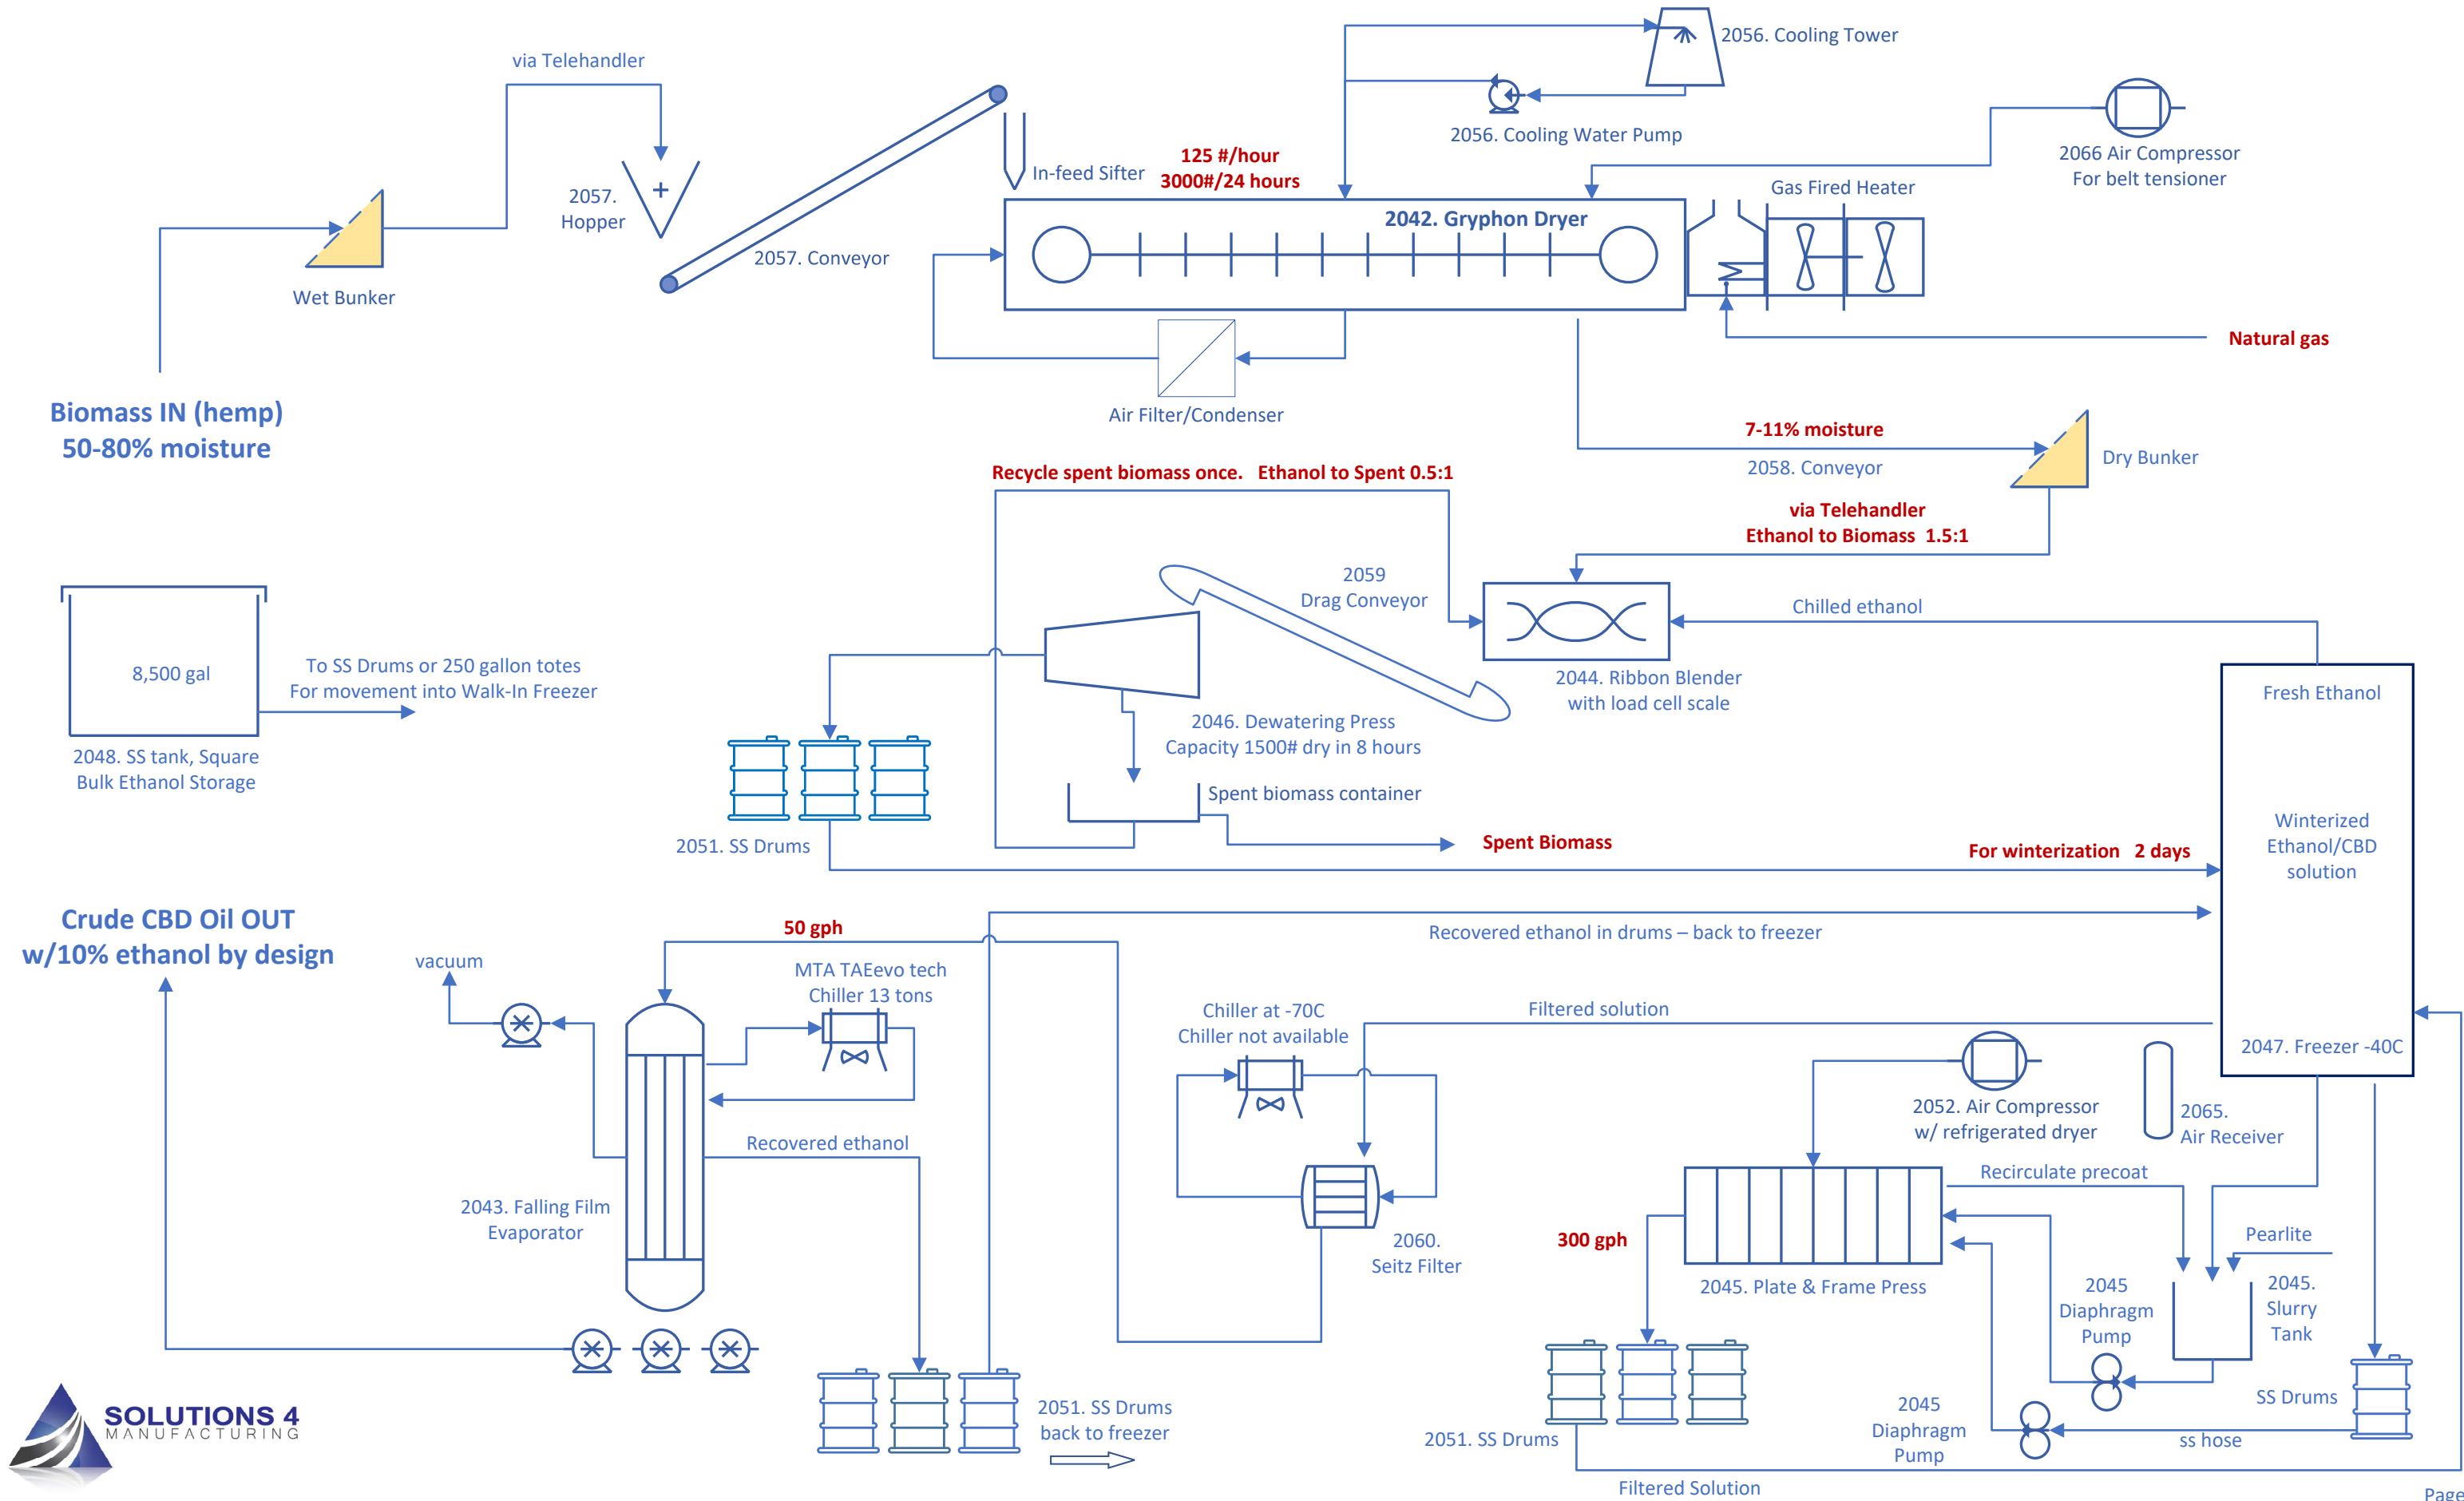 via Telehandler
2056. Cooling Tower
2056. Cooling Water Pump
2066 Air Compressor
For belt tensioner
2057.
Hopper
In-feed Sifter
125 #/hour
3000#/24 hours
Gas Fired Heater
2042. Gryphon Dryer
2057. Conveyor
Wet Bunker
Natural gas
Biomass IN (hemp)
50-80% moisture
Air Filter/Condenser
7-11% moisture
2058. Conveyor
Dry Bunker
Recycle spent biomass once. Ethanol to Spent 0.5:1
via Telehandler
Ethanol to Biomass 1.5:1
2059
Drag Conveyor
Chilled ethanol
8,500 gal
To SS Drums or 250 gallon totes
For movement into Walk-In Freezer
2044. Ribbon Blender
with load cell scale
Fresh Ethanol
2046. Dewatering Press
Capacity 1500# dry in 8 hours
2048. SS tank, Square
Bulk Ethanol Storage
Spent biomass container
Spent Biomass
2051. SS Drums
For winterization 2 days
Winterized
Ethanol/CBD
solution
Crude CBD Oil OUT
w/10% ethanol by design
50 gph
Recovered ethanol in drums – back to freezer
vacuum
MTA TAEevo tech
Chiller 13 tons
Chiller at -70C
Chiller not available
Filtered solution
2047. Freezer -40C
2052. Air Compressor
w/ refrigerated dryer
2065.
Air Receiver
Recovered ethanol
Recirculate precoat
2043. Falling Film
Evaporator
2060.
Seitz Filter
300 gph
Pearlite
2045. Plate & Frame Press
2045
Diaphragm
Pump
2045.
Slurry
Tank
2051. SS Drums
back to freezer
2051. SS Drums
2045
Diaphragm
Pump
SS Drums
ss hose
Filtered Solution
SOLUTIONS 4
MANUFACTURING
Page